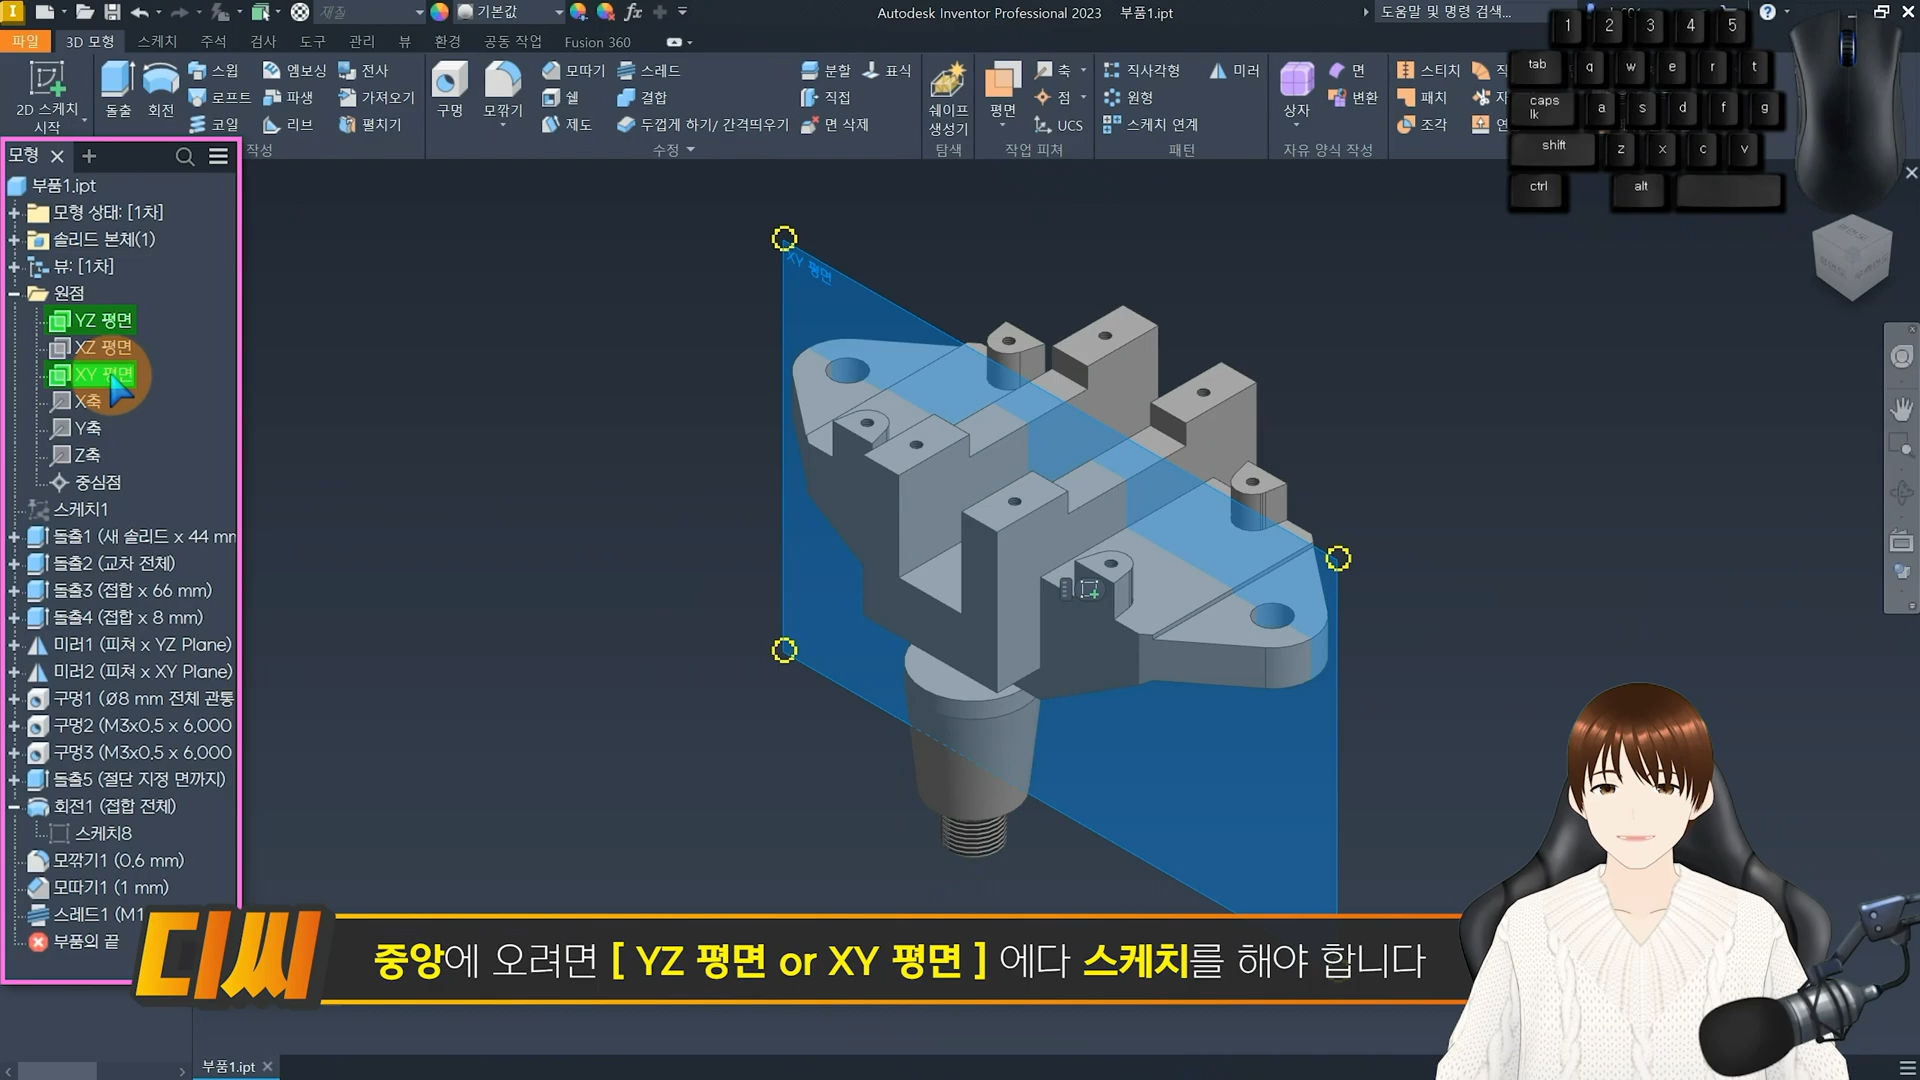 재질
기본값
fx
Autodesk Inventor Professional 2023 부품1.ipt
도움말 및 명령 검색...
파일 3D 모형 스케치 주석 검사 도구 관리 뷰 환경 공동 작업 Fusion 360
2D 스케치
시작
돌출
회전
스윕
로프트
코일
엠보싱
파생
리브
전사
가져오기
펼치기
작성
구멍
모깎기
모따기
쉘
제도
스레드
결합
두껍게 하기/ 간격띄우기
분할
직접
면 삭제
표식
수정
쉐이프
생성기
탐색
평면
축
점
UCS
작업 피쳐
직사각형
원형
스케치 연계
미러
패턴
상자
면
변환
자유 양식 작성
스티치
패치
조각
1 2 3 4 5
tab q w e r t
caps
lk
a s d f g
shift z x c v
ctrl alt
모형
부품1.ipt
모형 상태: [1차]
솔리드 본체(1)
뷰: [1차]
원점
YZ 평면
XZ 평면
XY 평면
X축
Y축
Z축
중심점
스케치1
돌출1 (새 솔리드 x 44 mm
돌출2 (교차 전체)
돌출3 (접합 x 66 mm)
돌출4 (접합 x 8 mm)
미러1 (피쳐 x YZ Plane)
미러2 (피쳐 x XY Plane)
구멍1 (Ø8 mm 전체 관통
구멍2 (M3x0.5 x 6.000
구멍3 (M3x0.5 x 6.000
돌출5 (절단 지정 면까지)
회전1 (접합 전체)
스케치8
모깎기1 (0.6 mm)
모따기1 (1 mm)
스레드1 (M1
부품의 끝
XY 평면
디씨
중앙에 오려면 [ YZ 평면 or XY 평면 ] 에다 스케치를 해야 합니다
부품1.ipt